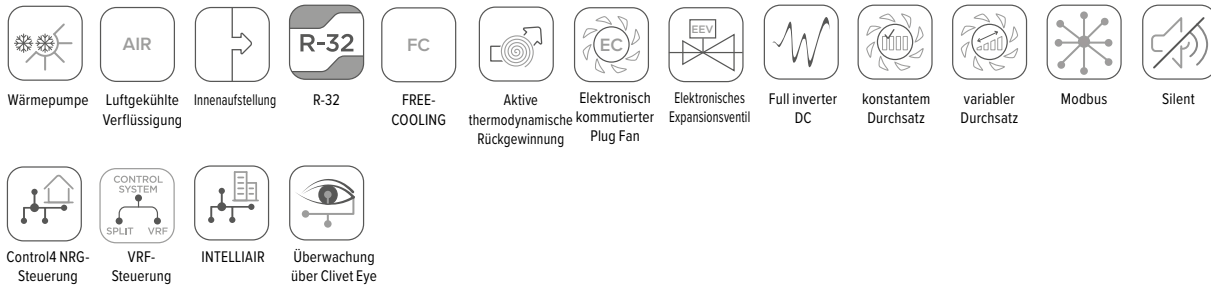 AIR
R-32
FC
EC
EEV
Wärmepumpe
Luftgekühlte
Verflüssigung
Innenaufstellung
R-32
FREE-
COOLING
Aktive
thermodynamische
Rückgewinnung
Elektronisch
kommutierter
Plug Fan
Elektronisches
Expansionsventil
Full inverter
DC
konstantem
Durchsatz
variabler
Durchsatz
Modbus
Silent
CONTROL
SYSTEM
SPLIT VRF
Control4 NRG-
Steuerung
VRF-
Steuerung
INTELLIAIR
Überwachung
über Clivet Eye